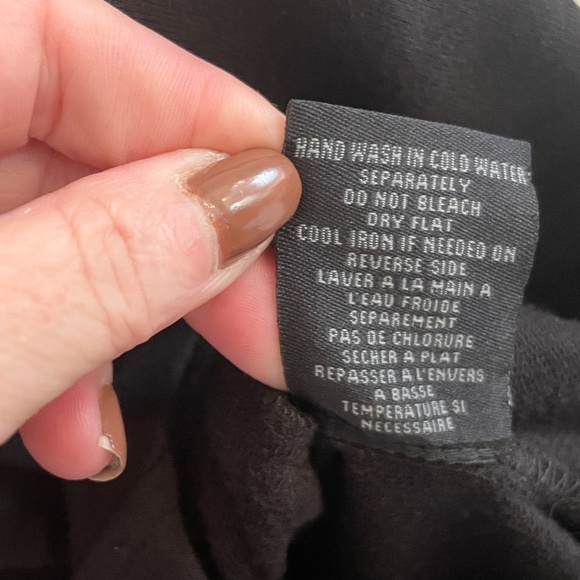 HAND WASH IN COLD WATER
SEPARATELY
DO NOT BLEACH
DRY FLAT
COOL IRON IF NEEDED ON
REVERSE SIDE
LAVER A LA MAIN A
L'EAU FROIDE
SEPAREMENT
PAS DE CHLORURE
SECHER A PLAT
REPASSER A L'ENVERS
A BASSE
TEMPERATURE SI
NECESSAIRE